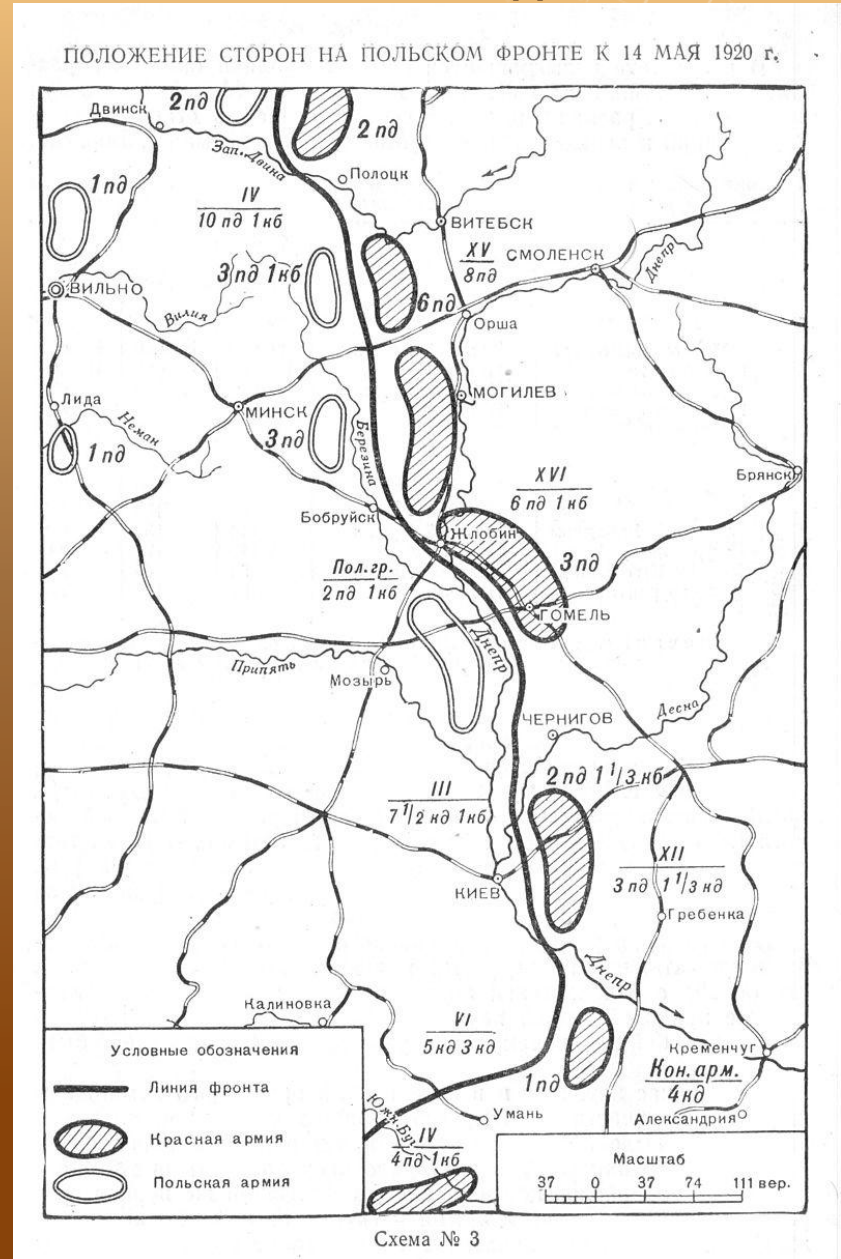 ПОЛОЖЕНИЕ СТОРОН НА ПОЛЬСКОМ ФРОНТЕ К 14 МАЯ 1920 г.
Двинск
2 пд
2 пд
Зап. Двина
Полоцк
1 пд
IV
10 пд 1 кб
ВИТЕБСК
XV
8 пд
СМОЛЕНСК
Днепр
3 пд 1 кб
ВИЛЬНО
Вилия
6 пд
Орша
Лида
МИНСК
МОГИЛЕВ
Неман
3 пд
Березина
1 пд
Брянск
XVI
6 пд 1 кб
Бобруйск
Жлобин
Пол. гр.
2 пд 1 кб
3 пд
ГОМЕЛЬ
Днепр
Припять
Мозырь
Десна
ЧЕРНИГОВ
III
7 1/2 кд 1 кб
2 пд 1 1/3 кб
КИЕВ
XII
3 пд 1 1/3 кд
Гребенка
Днепр
Калиновка
VI
5 кд 3 кд
Кременчуг
1 пд
Кон. арм.
4 кд
Умань
Александрия
Южн. Буг
IV
4 пд 1 кб
Условные обозначения
Линия фронта
Красная армия
Польская армия
Масштаб
37 0 37 74 111 вер.
Схема № 3